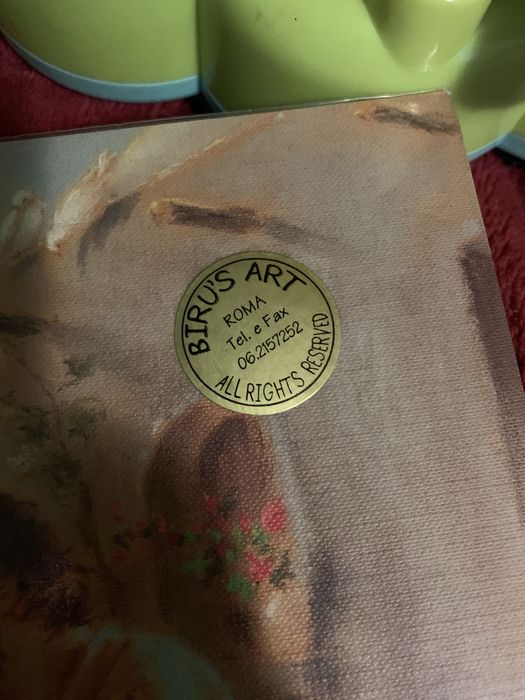 BIRU'S ART
ROMA
Tel. e Fax
06.2157252
ALL RIGHTS RESERVED